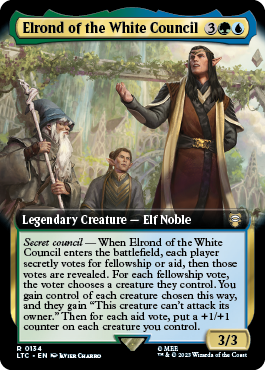 Elrond of the White Council 3
Legendary Creature — Elf Noble
Secret council — When Elrond of the White
Council enters the battlefield, each player
secretly votes for fellowship or aid, then those
votes are revealed. For each fellowship vote,
the voter chooses a creature they control. You
gain control of each creature chosen this way,
and they gain "This creature can't attack its
owner." Then for each aid vote, put a +1/+1
counter on each creature you control.
3/3
R 0134
LTC • EN Javier Charro
© MEE
™ & © 2023 Wizards of the Coast